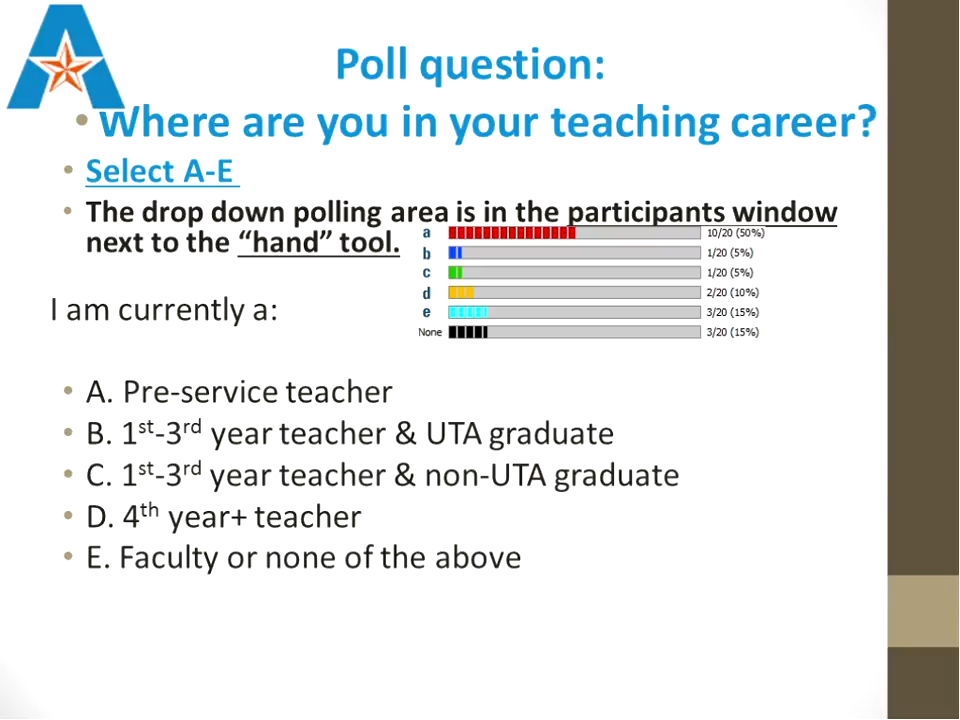 Poll question:
• Where are you in your teaching career?
• Select A-E
• The drop down polling area is in the participants window
next to the “hand” tool.
a 10/20 (50%)
b 1/20 (5%)
c 1/20 (5%)
d 2/20 (10%)
e 3/20 (15%)
None 3/20 (15%)
I am currently a:
• A. Pre-service teacher
• B. 1st-3rd year teacher & UTA graduate
• C. 1st-3rd year teacher & non-UTA graduate
• D. 4th year+ teacher
• E. Faculty or none of the above